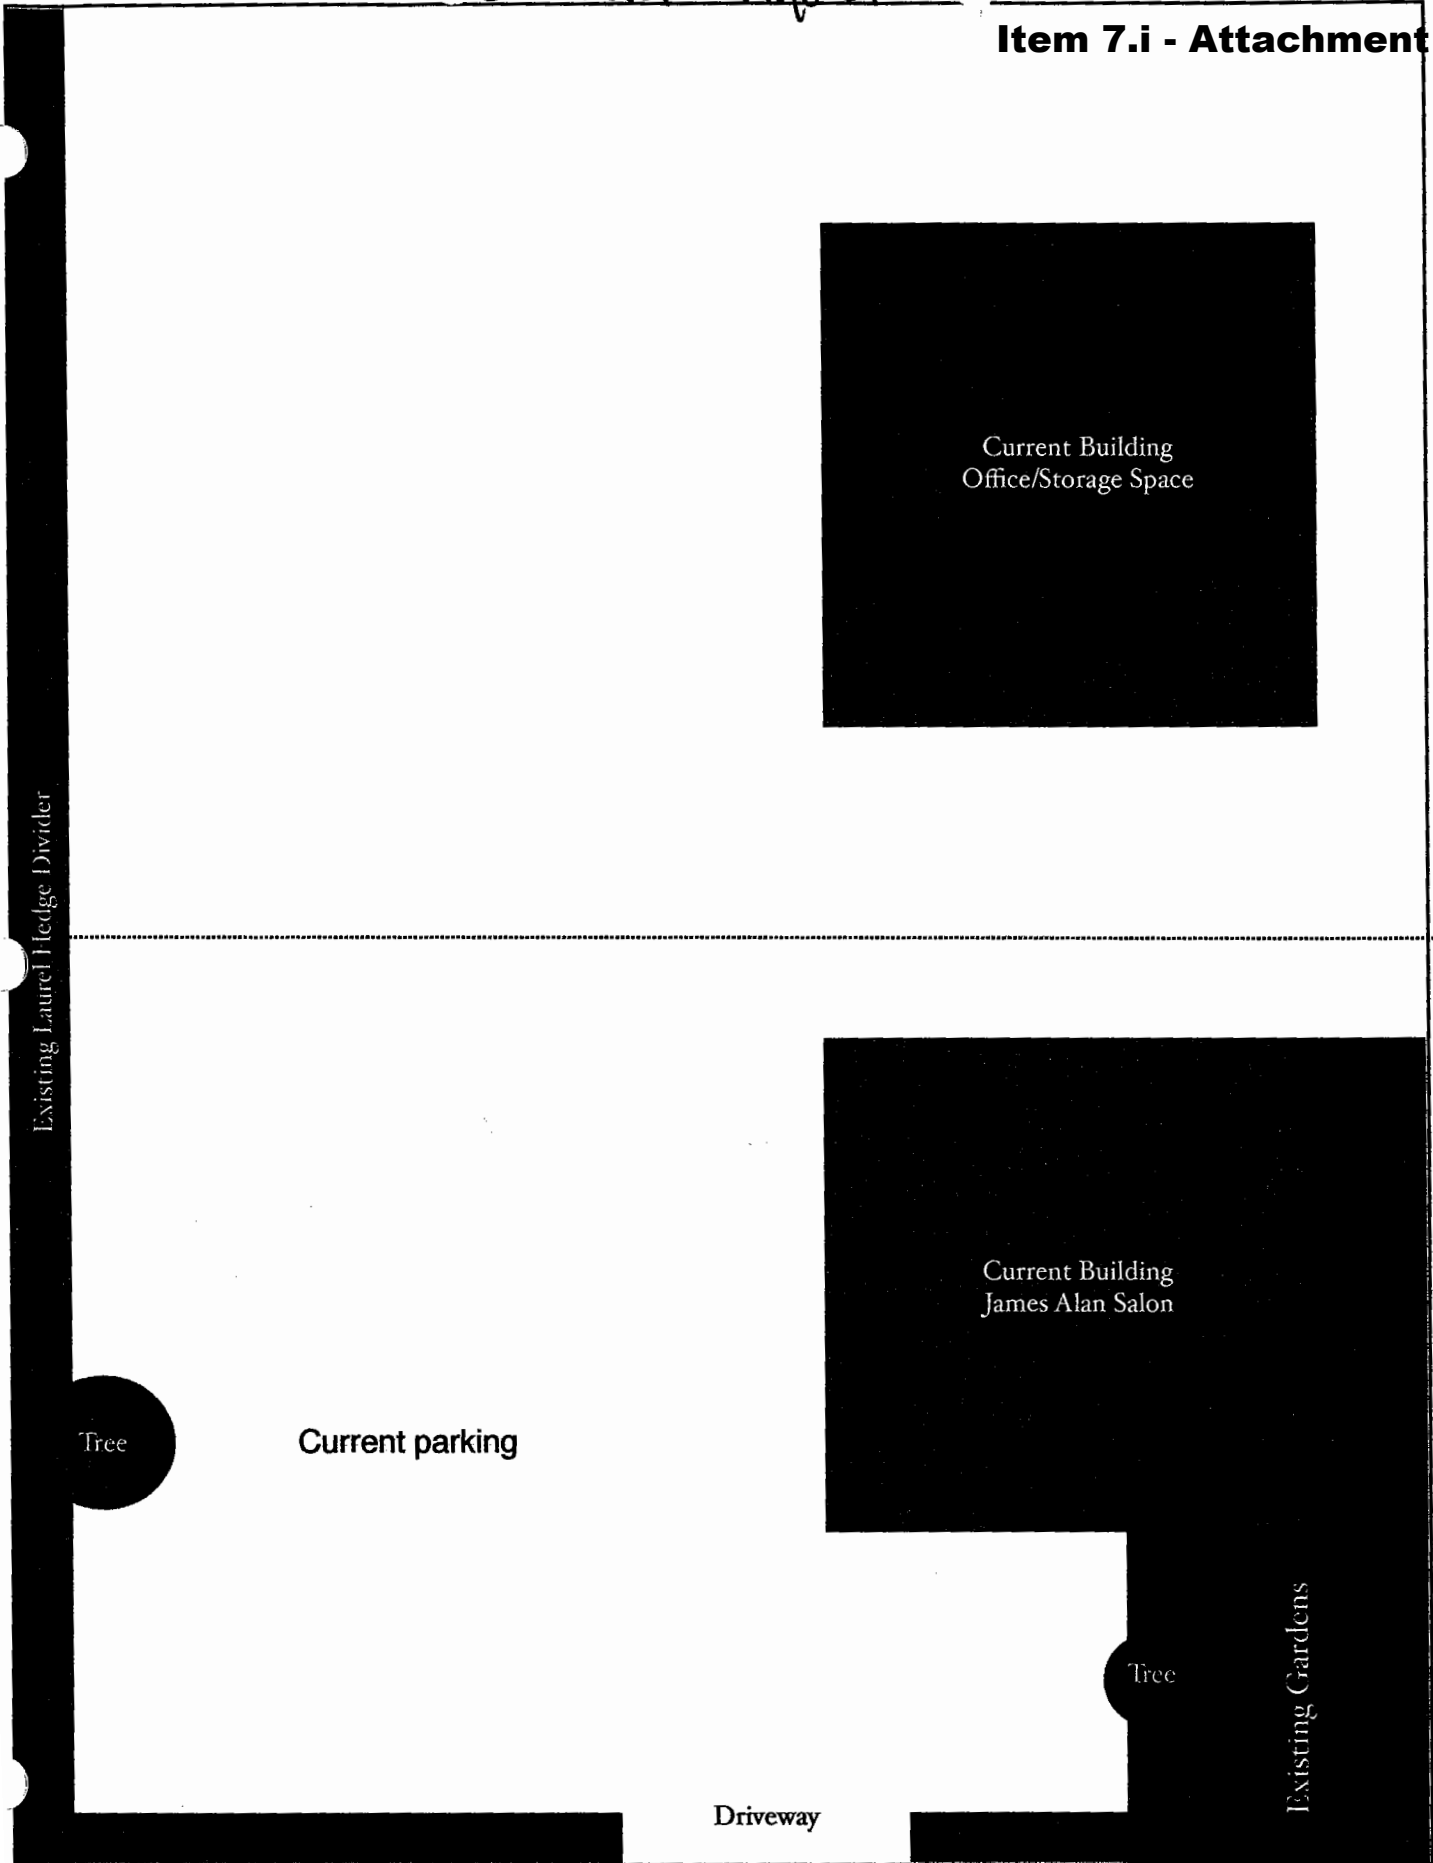 Item 7.i - Attachment
Current Building
Office/Storage Space
Existing Laurel Hedge Divider
Current Building
James Alan Salon
Tree
Current parking
Tree
Existing Gardens
Driveway